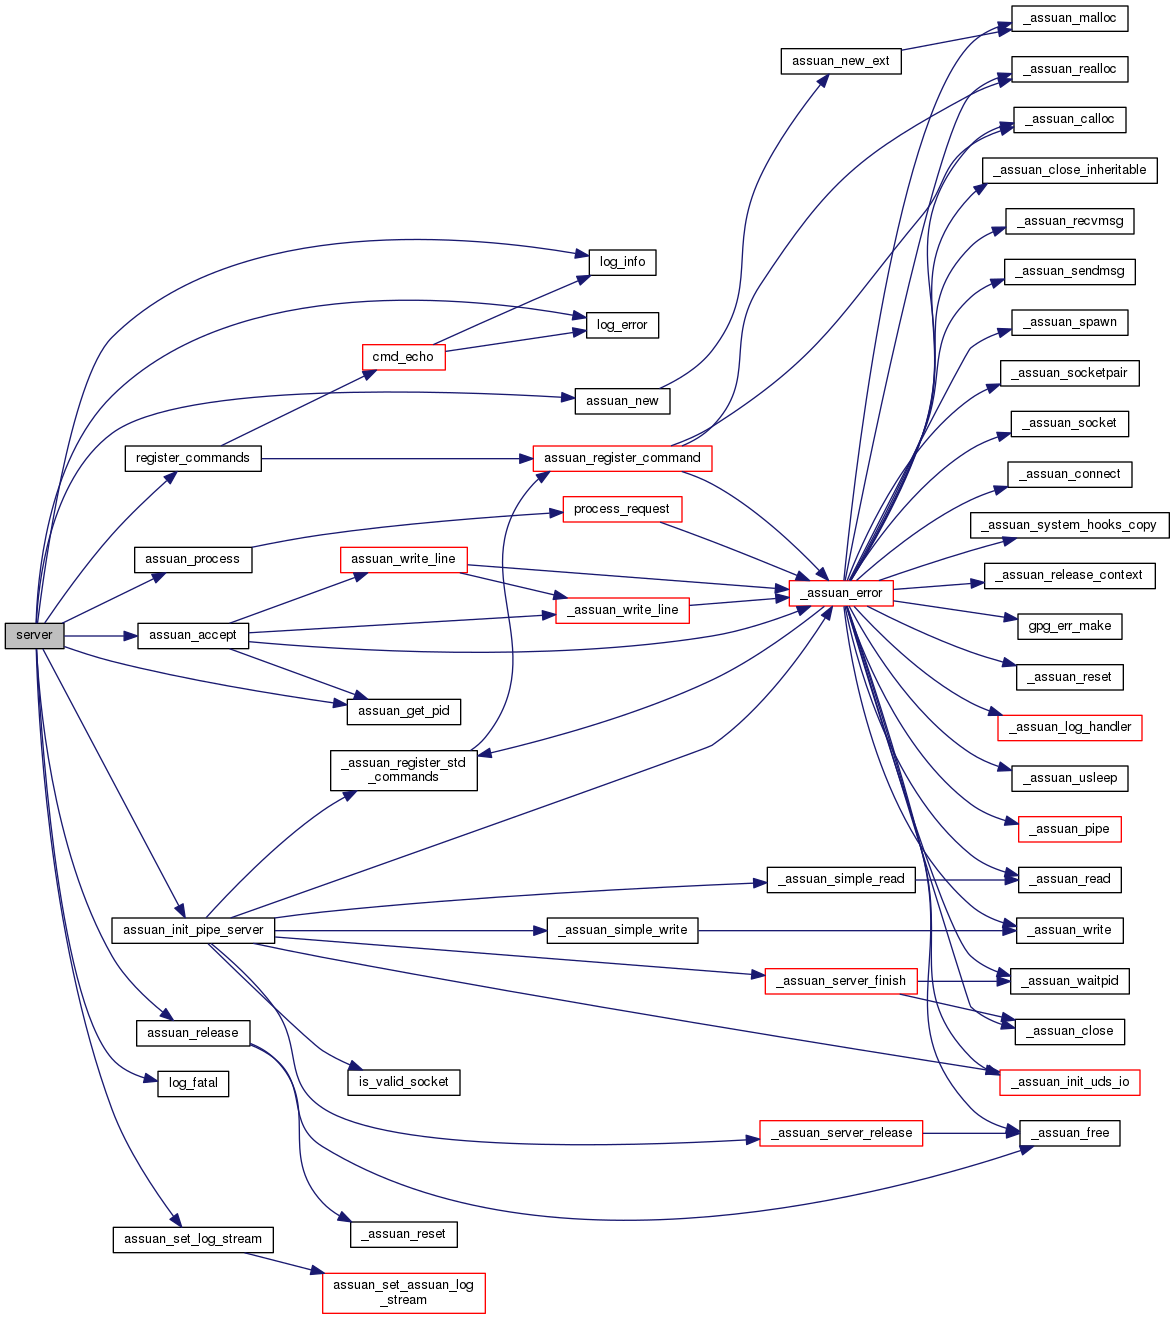 _assuan_malloc
assuan_new_ext
_assuan_realloc
_assuan_calloc
_assuan_close_inheritable
_assuan_recvmsg
log_info
_assuan_sendmsg
log_error
_assuan_spawn
cmd_echo
_assuan_socketpair
assuan_new
_assuan_socket
register_commands
assuan_register_command
_assuan_connect
process_request
_assuan_system_hooks_copy
assuan_process
assuan_write_line
_assuan_release_context
_assuan_error
_assuan_write_line
gpg_err_make
server
assuan_accept
_assuan_reset
assuan_get_pid
_assuan_log_handler
_assuan_register_std
_commands
_assuan_usleep
_assuan_pipe
_assuan_simple_read
_assuan_read
assuan_init_pipe_server
_assuan_simple_write
_assuan_write
_assuan_server_finish
_assuan_waitpid
assuan_release
_assuan_close
log_fatal
is_valid_socket
_assuan_init_uds_io
_assuan_server_release
_assuan_free
_assuan_reset
assuan_set_log_stream
assuan_set_assuan_log
_stream